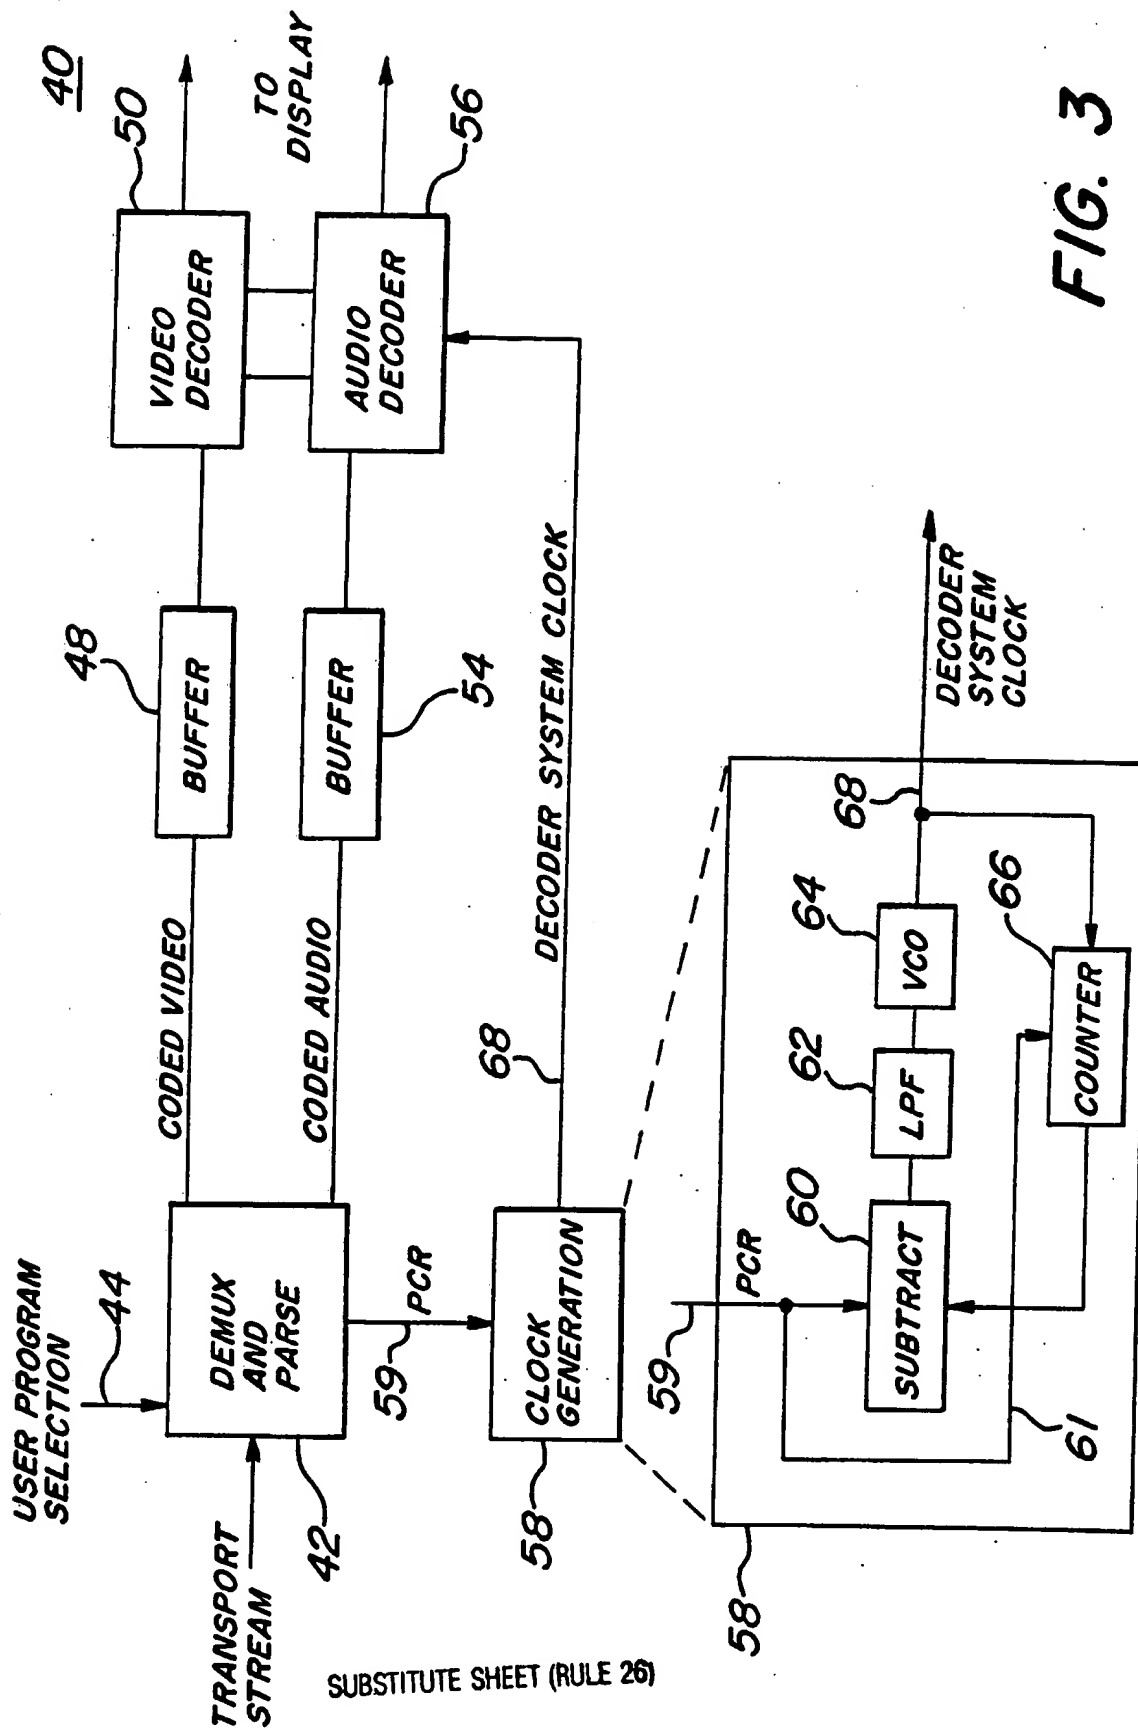 40
USER PROGRAM
SELECTION
44
TRANSPORT
STREAM
42
DEMUX
AND
PARSE
CODED VIDEO
48
BUFFER
50
VIDEO
DECODER
TO
DISPLAY
CODED AUDIO
BUFFER
54
AUDIO
DECODER
56
59
PCR
58
CLOCK
GENERATION
68
DECODER SYSTEM CLOCK
58
59
PCR
60
SUBTRACT
62
LPF
64
VCO
68
DECODER
SYSTEM
CLOCK
61
66
COUNTER
FIG. 3
SUBSTITUTE SHEET (RULE 26)